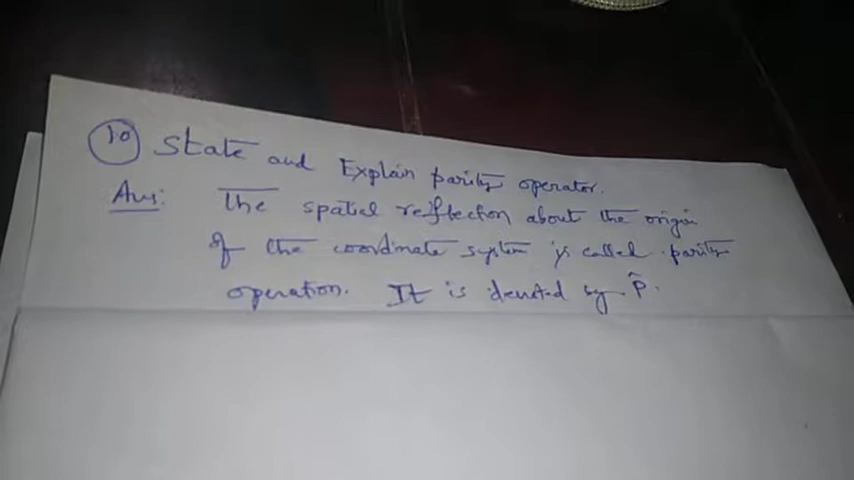 10 State and Explain parity operator.
Ans: The spatial reflection about the origin
of the coordinate system is called parity
operation. It is denoted by P̂.